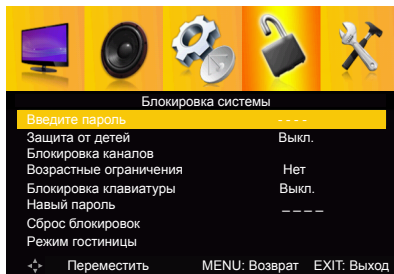 Блокировка системы
Введите пароль - - - -
Защита от детей Выкл.
Блокировка каналов
Возрастные ограничения Нет
Блокировка клавиатуры Выкл.
Навый пароль _ _ _ _
Сброс блокировок
Режим гостиницы
Переместить MENU: Возврат EXIT: Выход